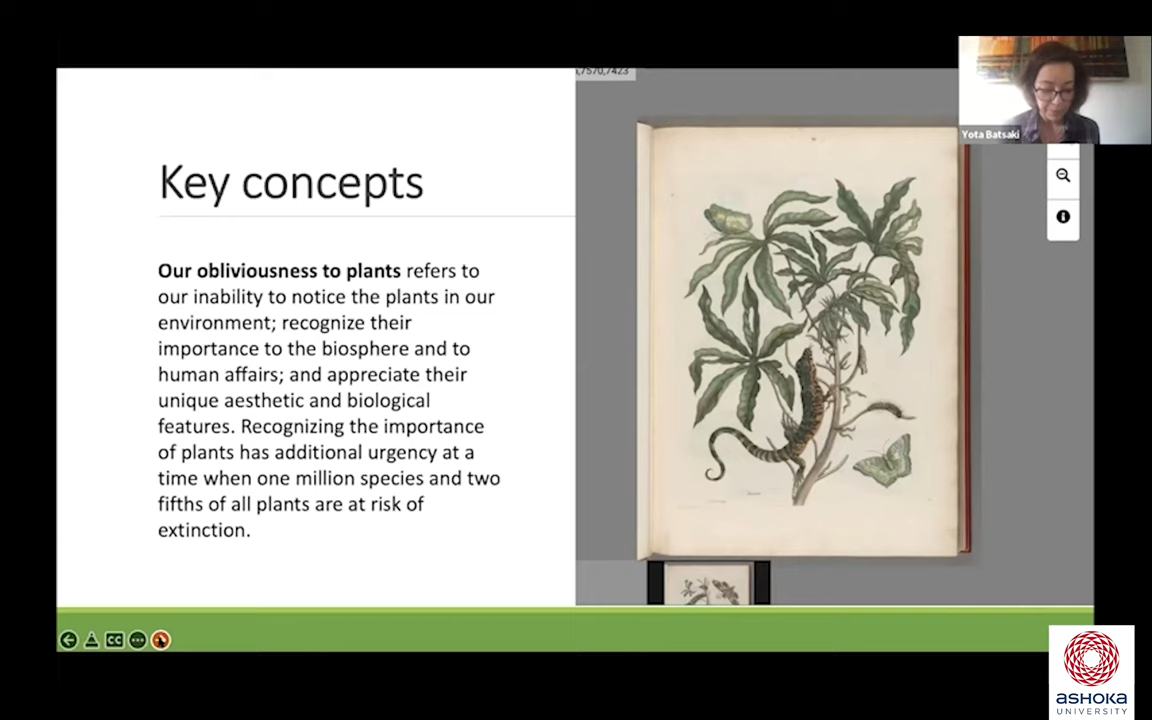 ,7570,7423
Yota Batsaki
Key concepts
Our obliviousness to plants refers to
our inability to notice the plants in our
environment; recognize their
importance to the biosphere and to
human affairs; and appreciate their
unique aesthetic and biological
features. Recognizing the importance
of plants has additional urgency at a
time when one million species and two
fifths of all plants are at risk of
extinction.
CC
ASHOKA
UNIVERSITY